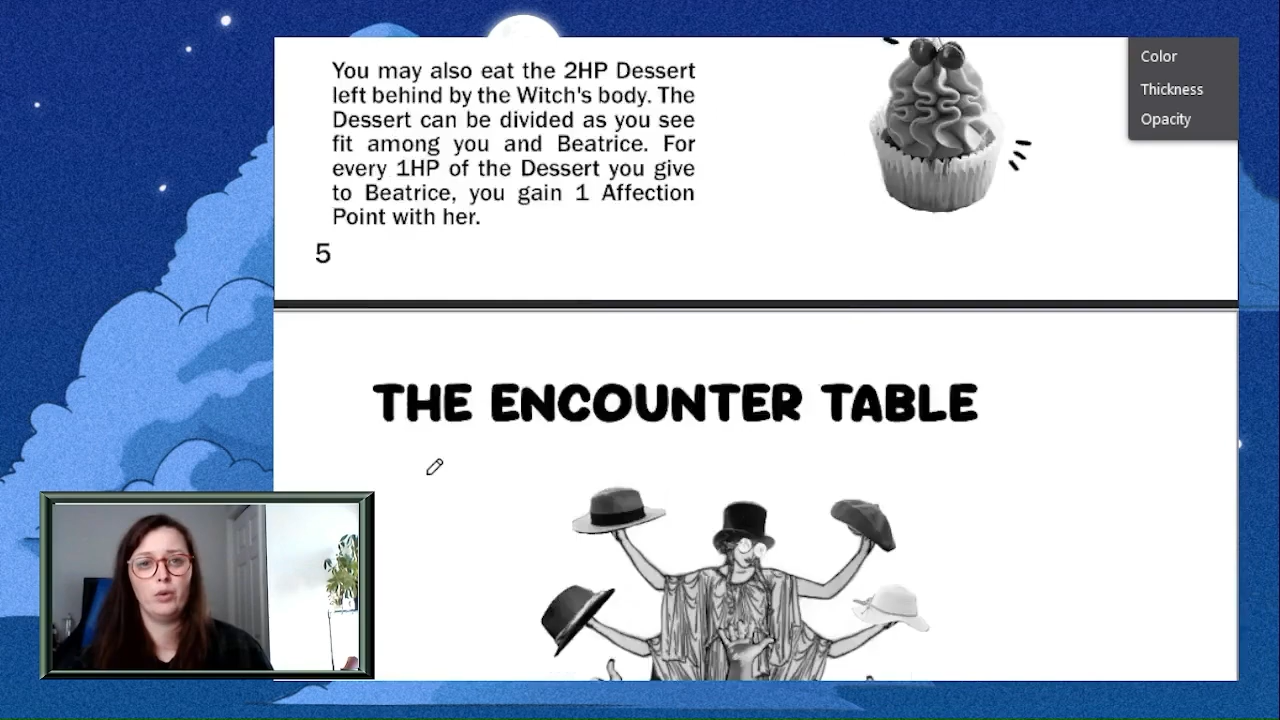 You may also eat the 2HP Dessert
left behind by the Witch's body. The
Dessert can be divided as you see
fit among you and Beatrice. For
every 1HP of the Dessert you give
to Beatrice, you gain 1 Affection
Point with her.
5
Color
Thickness
Opacity
THE ENCOUNTER TABLE